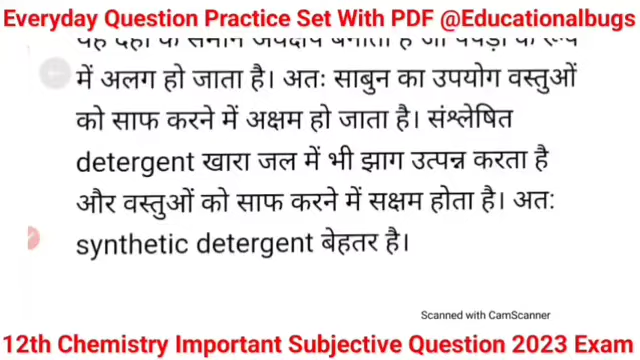 Everyday Question Practice Set With PDF @Educationalbugs
में अलग हो जाता है। अतः साबुन का उपयोग वस्तुओं
को साफ करने में अक्षम हो जाता है। संश्लेषित
detergent खारा जल में भी झाग उत्पन्न करता है
और वस्तुओं को साफ करने में सक्षम होता है। अतः
synthetic detergent बेहतर है।
Scanned with CamScanner
12th Chemistry Important Subjective Question 2023 Exam